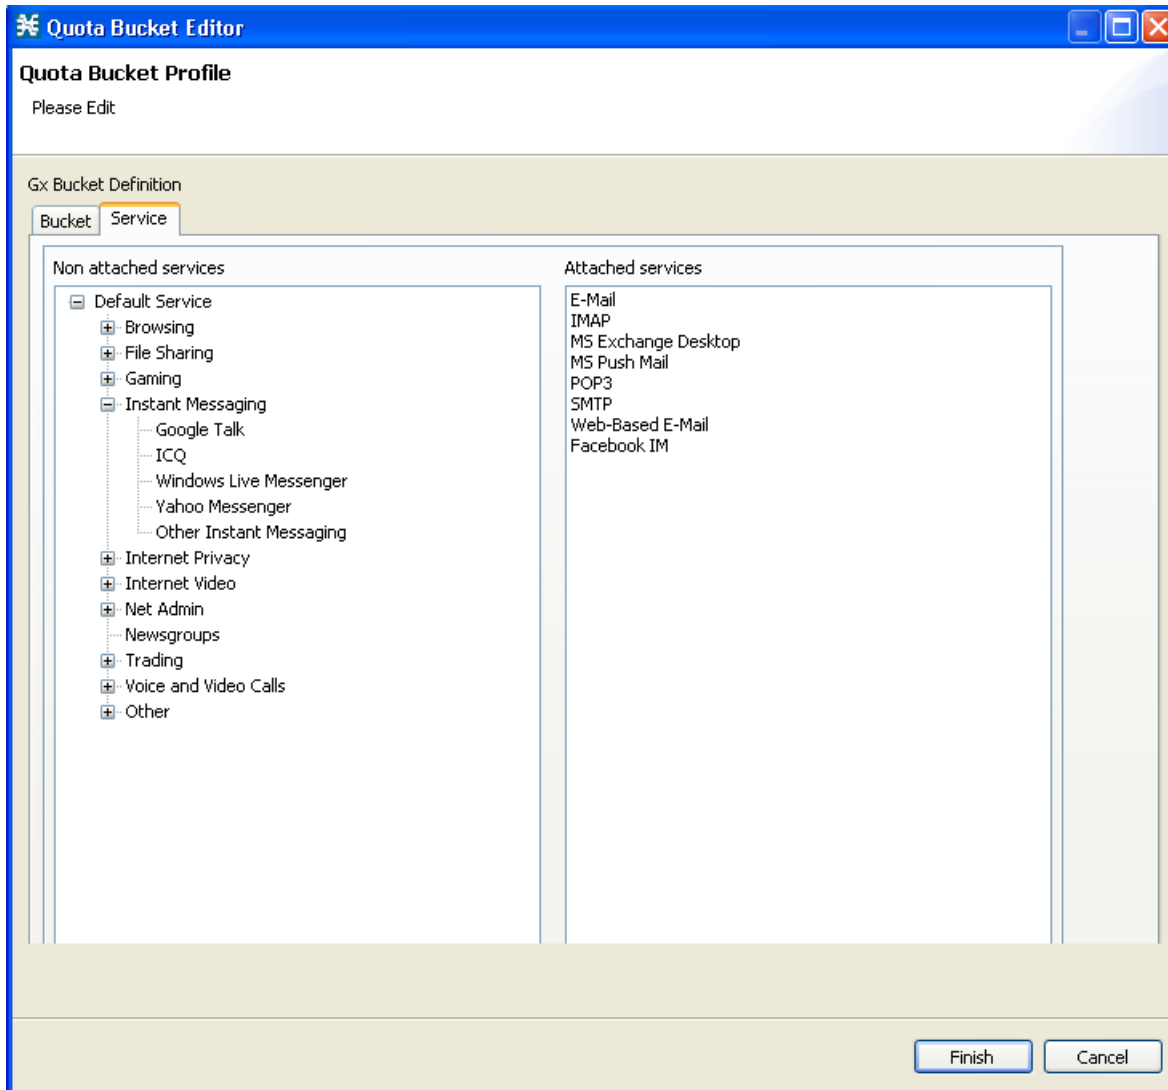 Quota Bucket Editor
Quota Bucket Profile
Please Edit
Gx Bucket Definition
Bucket Service
Non attached services
Default Service
Browsing
File Sharing
Gaming
Instant Messaging
Google Talk
ICQ
Windows Live Messenger
Yahoo Messenger
Other Instant Messaging
Internet Privacy
Internet Video
Net Admin
Newsgroups
Trading
Voice and Video Calls
Other
Attached services
E-Mail
IMAP
MS Exchange Desktop
MS Push Mail
POP3
SMTP
Web-Based E-Mail
Facebook IM
Finish Cancel